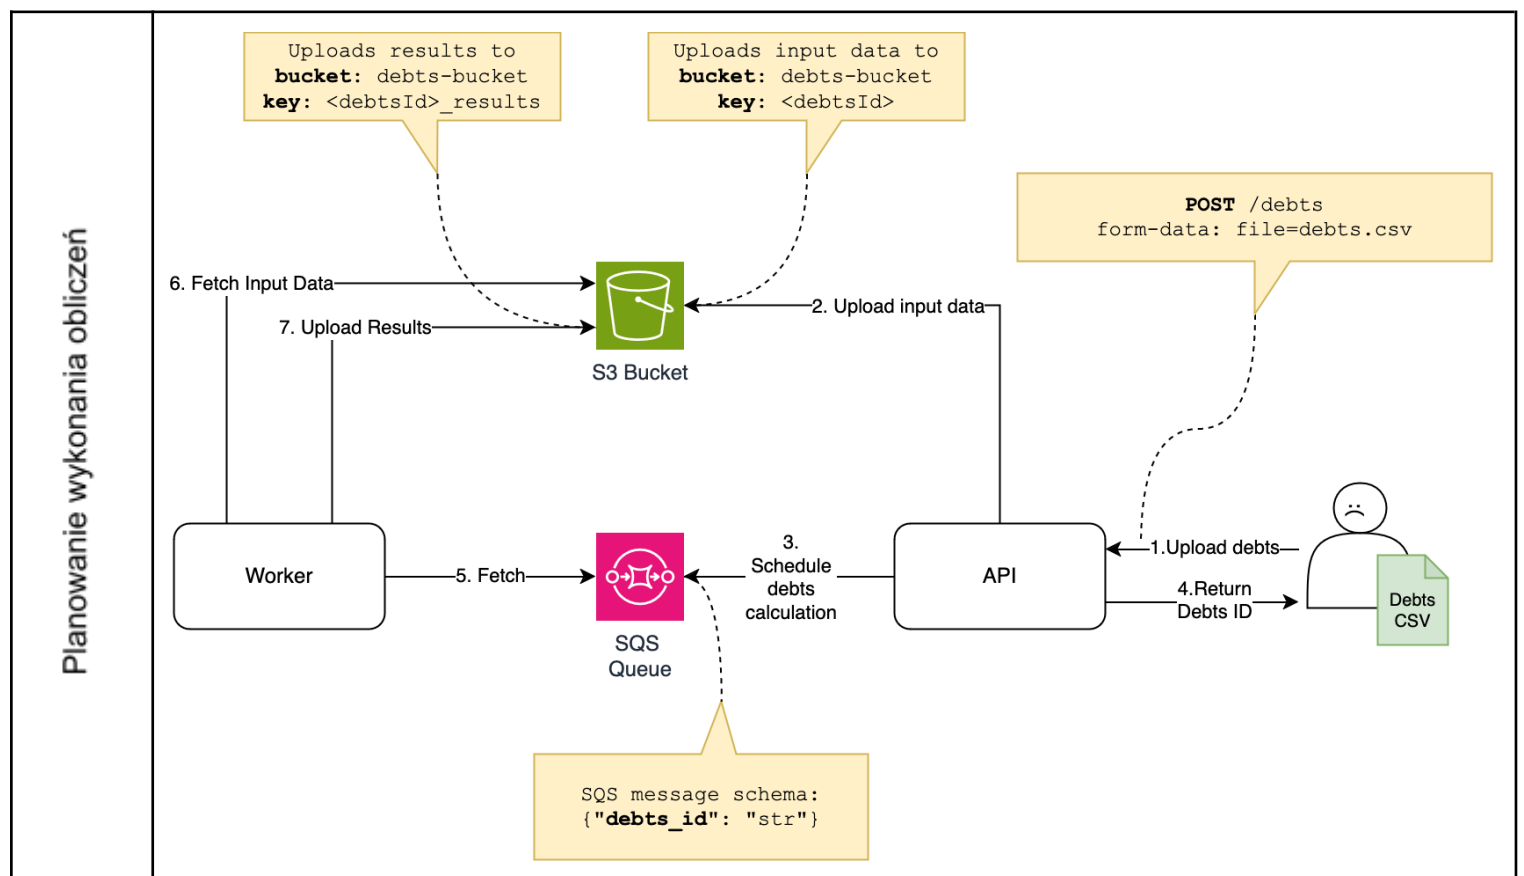 Planowanie wykonania obliczeń
Uploads results to
bucket: debts-bucket
key: <debtsId>_results
Uploads input data to
bucket: debts-bucket
key: <debtsId>
POST /debts
form-data: file=debts.csv
6. Fetch Input Data
2. Upload input data
7. Upload Results
S3 Bucket
Worker
5. Fetch
SQS
Queue
3.
Schedule
debts
calculation
API
1.Upload debts
4.Return
Debts ID
Debts
CSV
SQS message schema:
{"debts_id": "str"}